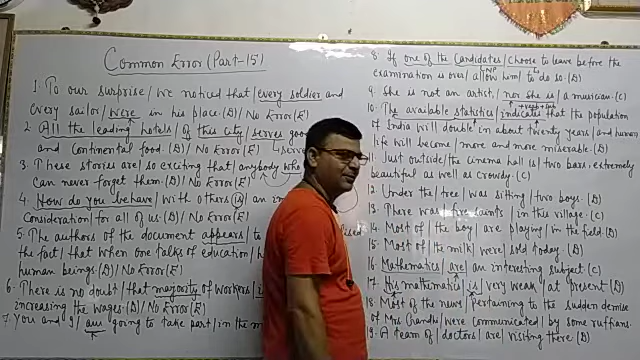 Common Error (Part-15)
1. To our surprise / we noticed that / every soldier and
every sailor / were in his place. (D) / No Error (E)
2. All the leading hotels / of this city / serves
and continental food. (D) / No Error (E)
3. These stories are / so exciting that / anybody who
can never forget them. (D) / No Error (E)
4. How do you behave / with others is / an
Consideration / for all of us. (D) / No Error (E)
5. The authors of the document / appears / to
the fact / that when one talks of education /
human beings. (D) / No Error (E)
6. There is no doubt / that majority of workers /
increasing the wages. (D) / No Error (E)
7. You and I / am going to take part / in the
8. If one of the candidates / choose to leave before the
examination is over / allow him / to do so. (D)
9. She is not an artist / nor she is / a musician. (C)
10. The available statistics / indicates that the population
of India will double / in about twenty years / and human
life will become / more and more miserable. (D)
11. Just outside / the cinema hall is / two bars, extremely
beautiful as well as crowdy. (C)
12. Under the / tree / was sitting / two boys. (D)
13. There was / five saints / in this village. (C)
14. Most of the boy / are playing / in the field. (D)
15. Most of the milk / were / sold today. (D)
16. Mathematics / are / an interesting subject. (C)
17. His mathematics / is / very weak / at present. (D)
18. Most of the news / pertaining to the sudden demise
of Mrs Gandhi / were communicated / by some ruffians.
19. A team of / doctors / are / visiting there. (D)